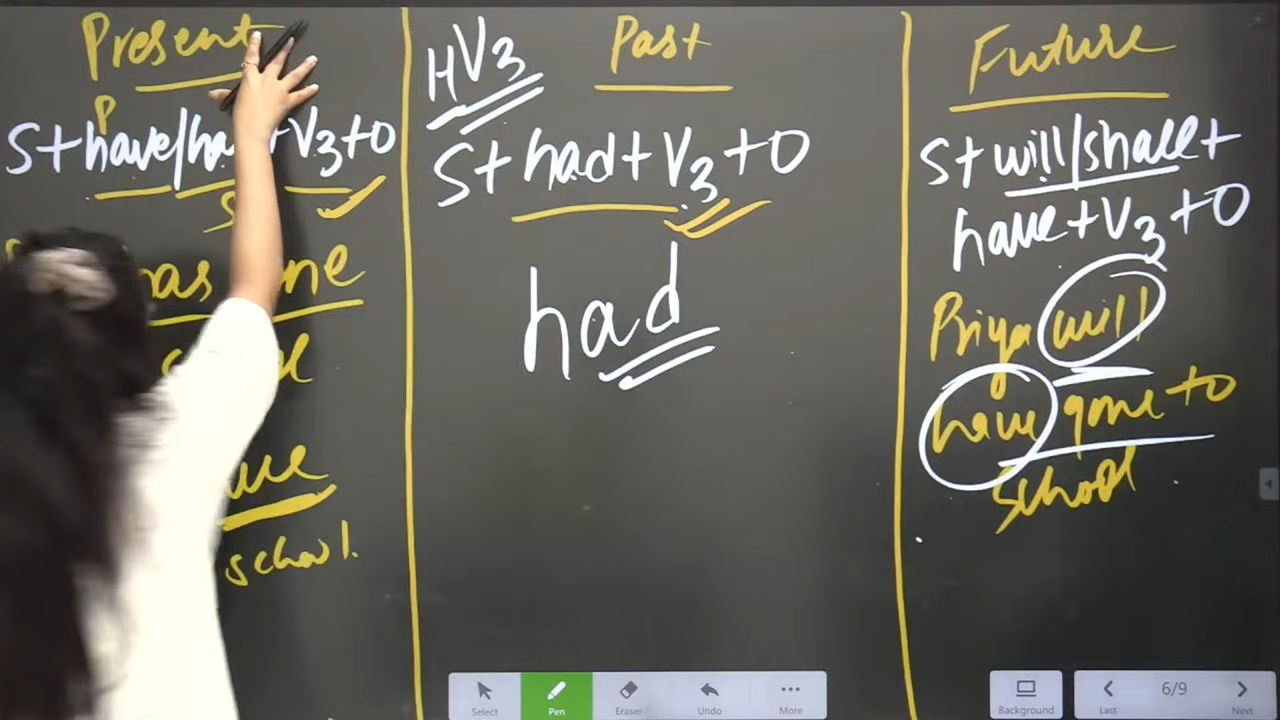 Present
P
S+have/ha +V3+O
S
has ne
school.
HV3
Past
S+had+V3+O
had
Future
S+will/shall+
have+V3+O
Priya will
have gone to
school.
Select
Pen
Eraser
Undo
More
Background
Last
6/9
Next